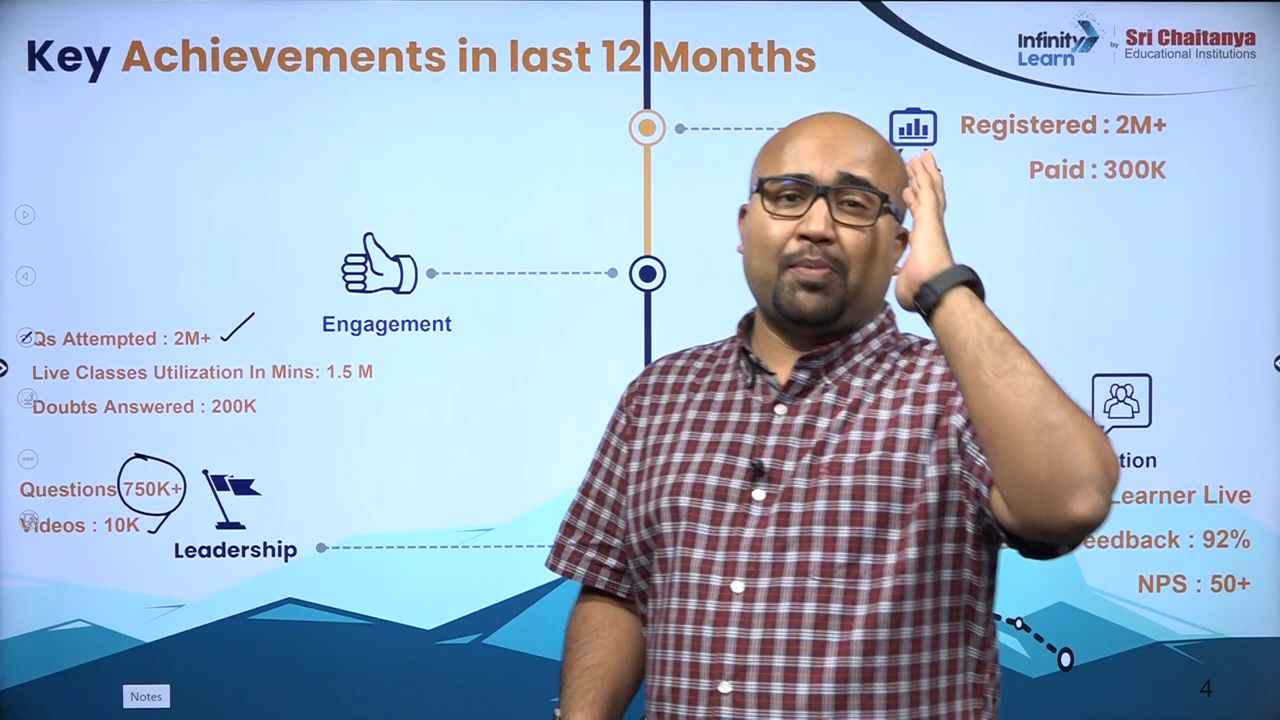 Key Achievements in last 12 Months
Infinity Learn
by
Sri Chaitanya
Educational Institutions
Registered : 2M+
Paid : 300K
Engagement
Qs Attempted : 2M+
Live Classes Utilization In Mins: 1.5 M
Doubts Answered : 200K
Questions 750K+
Videos : 10K
Leadership
tion
Learner Live
eedback : 92%
NPS : 50+
Notes
4